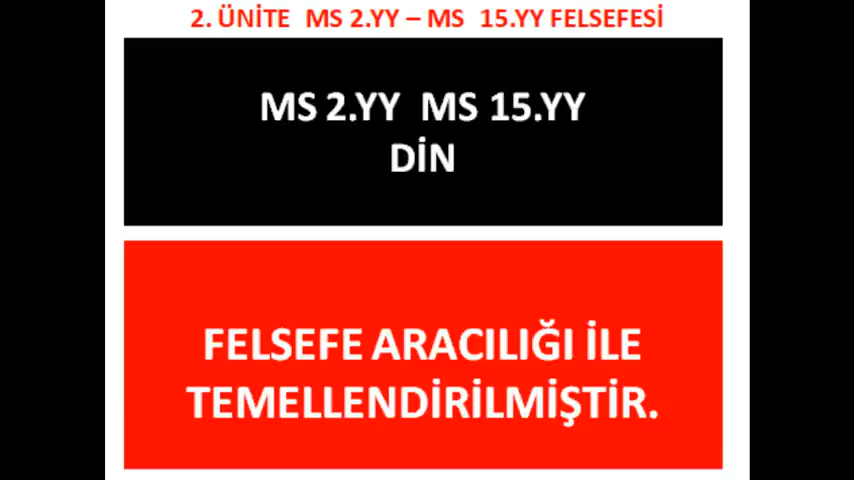 2. ÜNİTE MS 2.YY – MS 15.YY FELSEFESİ
MS 2.YY MS 15.YY
DİN
FELSEFE ARACILIĞI İLE
TEMELLENDİRİLMİŞTİR.